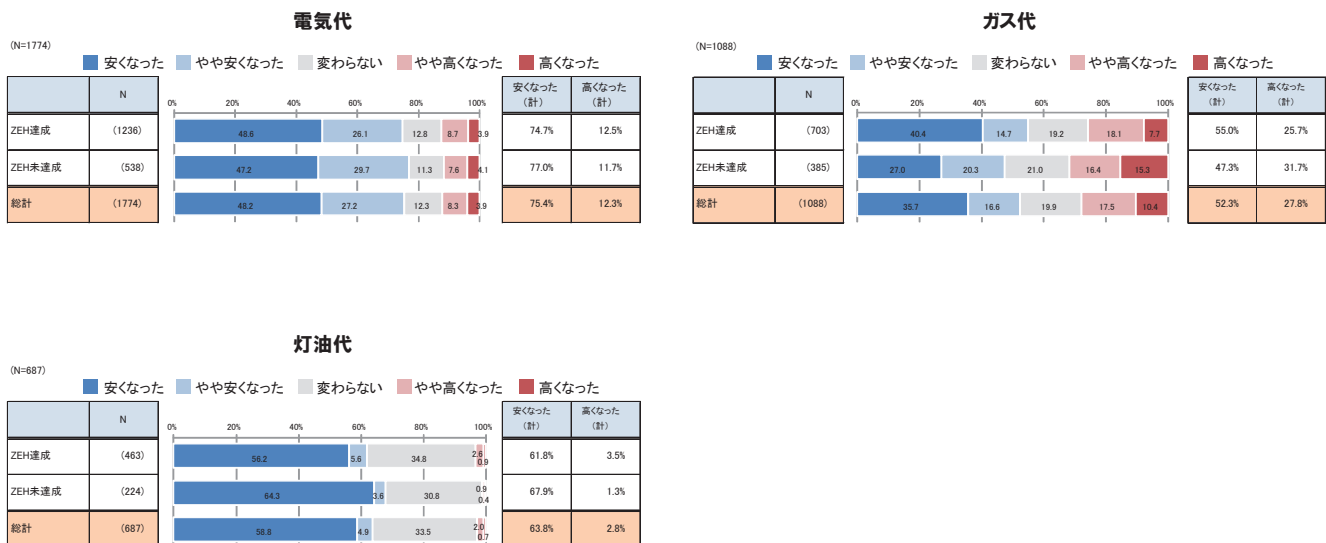 電気代
(N=1774)
安くなった やや安くなった 変わらない やや高くなった 高くなった
N 0% 20% 40% 60% 80% 100% 安くなった(計) 高くなった(計)
ZEH達成 (1236) 48.6 26.1 12.8 8.7 3.9 74.7% 12.5%
ZEH未達成 (538) 47.2 29.7 11.3 7.6 4.1 77.0% 11.7%
総計 (1774) 48.2 27.2 12.3 8.3 3.9 75.4% 12.3%
ガス代
(N=1088)
安くなった やや安くなった 変わらない やや高くなった 高くなった
N 0% 20% 40% 60% 80% 100% 安くなった(計) 高くなった(計)
ZEH達成 (703) 40.4 14.7 19.2 18.1 7.7 55.0% 25.7%
ZEH未達成 (385) 27.0 20.3 21.0 16.4 15.3 47.3% 31.7%
総計 (1088) 35.7 16.6 19.9 17.5 10.4 52.3% 27.8%
灯油代
(N=687)
安くなった やや安くなった 変わらない やや高くなった 高くなった
N 0% 20% 40% 60% 80% 100% 安くなった(計) 高くなった(計)
ZEH達成 (463) 56.2 5.6 34.8 2.6 0.9 61.8% 3.5%
ZEH未達成 (224) 64.3 3.6 30.8 0.9 0.4 67.9% 1.3%
総計 (687) 58.8 4.9 33.5 2.0 0.7 63.8% 2.8%